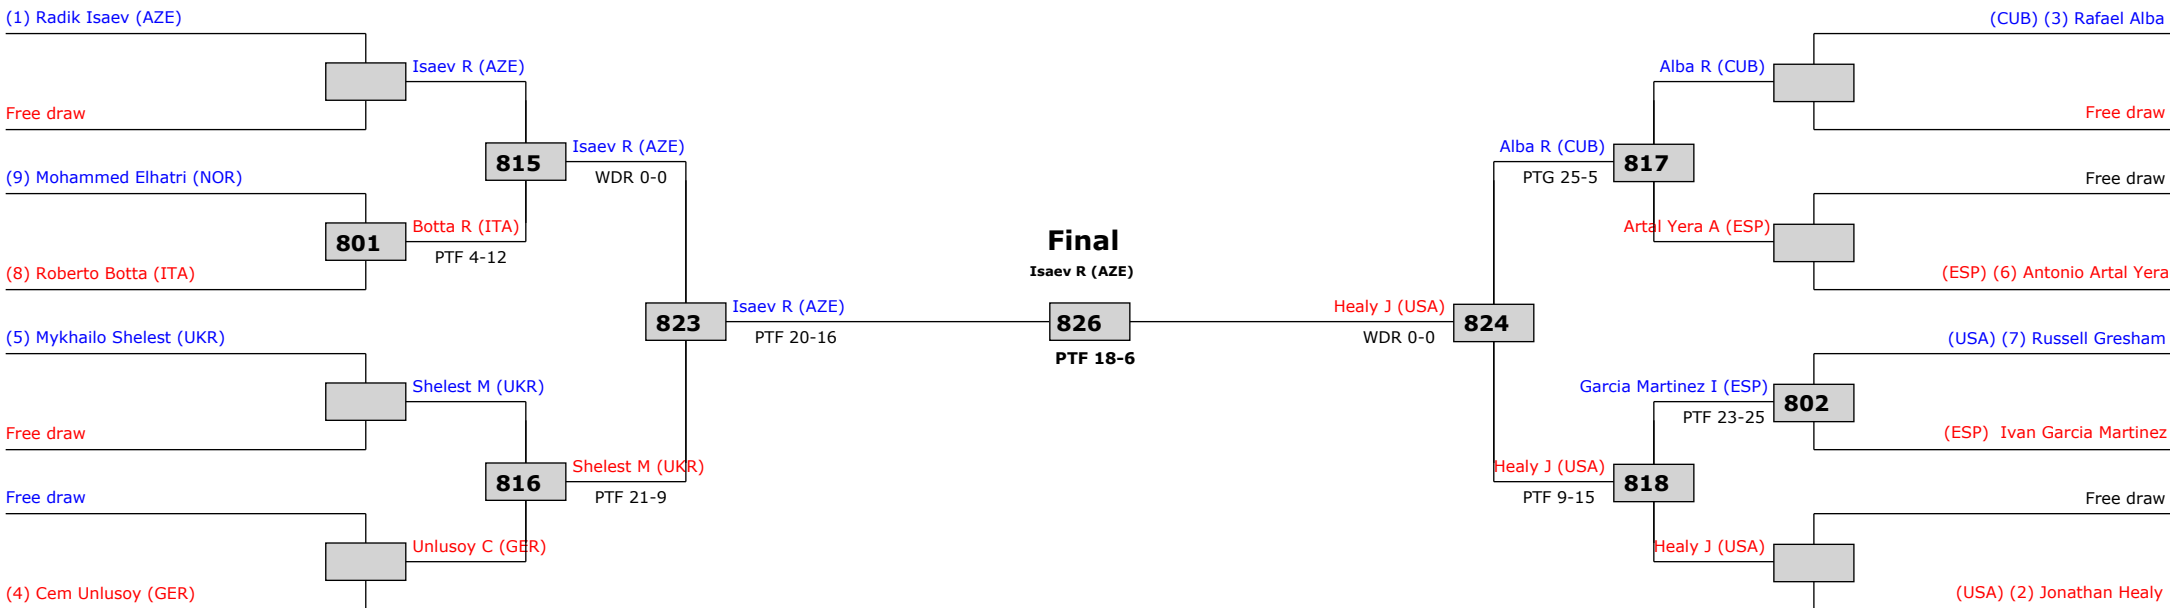 (1) Radik Isaev (AZE)
Isaev R (AZE)
Free draw
815
Isaev R (AZE)
WDR 0-0
(9) Mohammed Elhatri (NOR)
801
Botta R (ITA)
PTF 4-12
(8) Roberto Botta (ITA)
823
Isaev R (AZE)
PTF 20-16
(5) Mykhailo Shelest (UKR)
Shelest M (UKR)
Free draw
816
Shelest M (UKR)
PTF 21-9
Free draw
Unlusoy C (GER)
(4) Cem Unlusoy (GER)
Final
Isaev R (AZE)
826
PTF 18-6
(CUB) (3) Rafael Alba
Alba R (CUB)
Free draw
Alba R (CUB)
817
PTG 25-5
Free draw
Artal Yera A (ESP)
(ESP) (6) Antonio Artal Yera
Healy J (USA)
824
WDR 0-0
(USA) (7) Russell Gresham
Garcia Martinez I (ESP)
802
PTF 23-25
(ESP) Ivan Garcia Martinez
Healy J (USA)
818
PTF 9-15
Free draw
Healy J (USA)
(USA) (2) Jonathan Healy